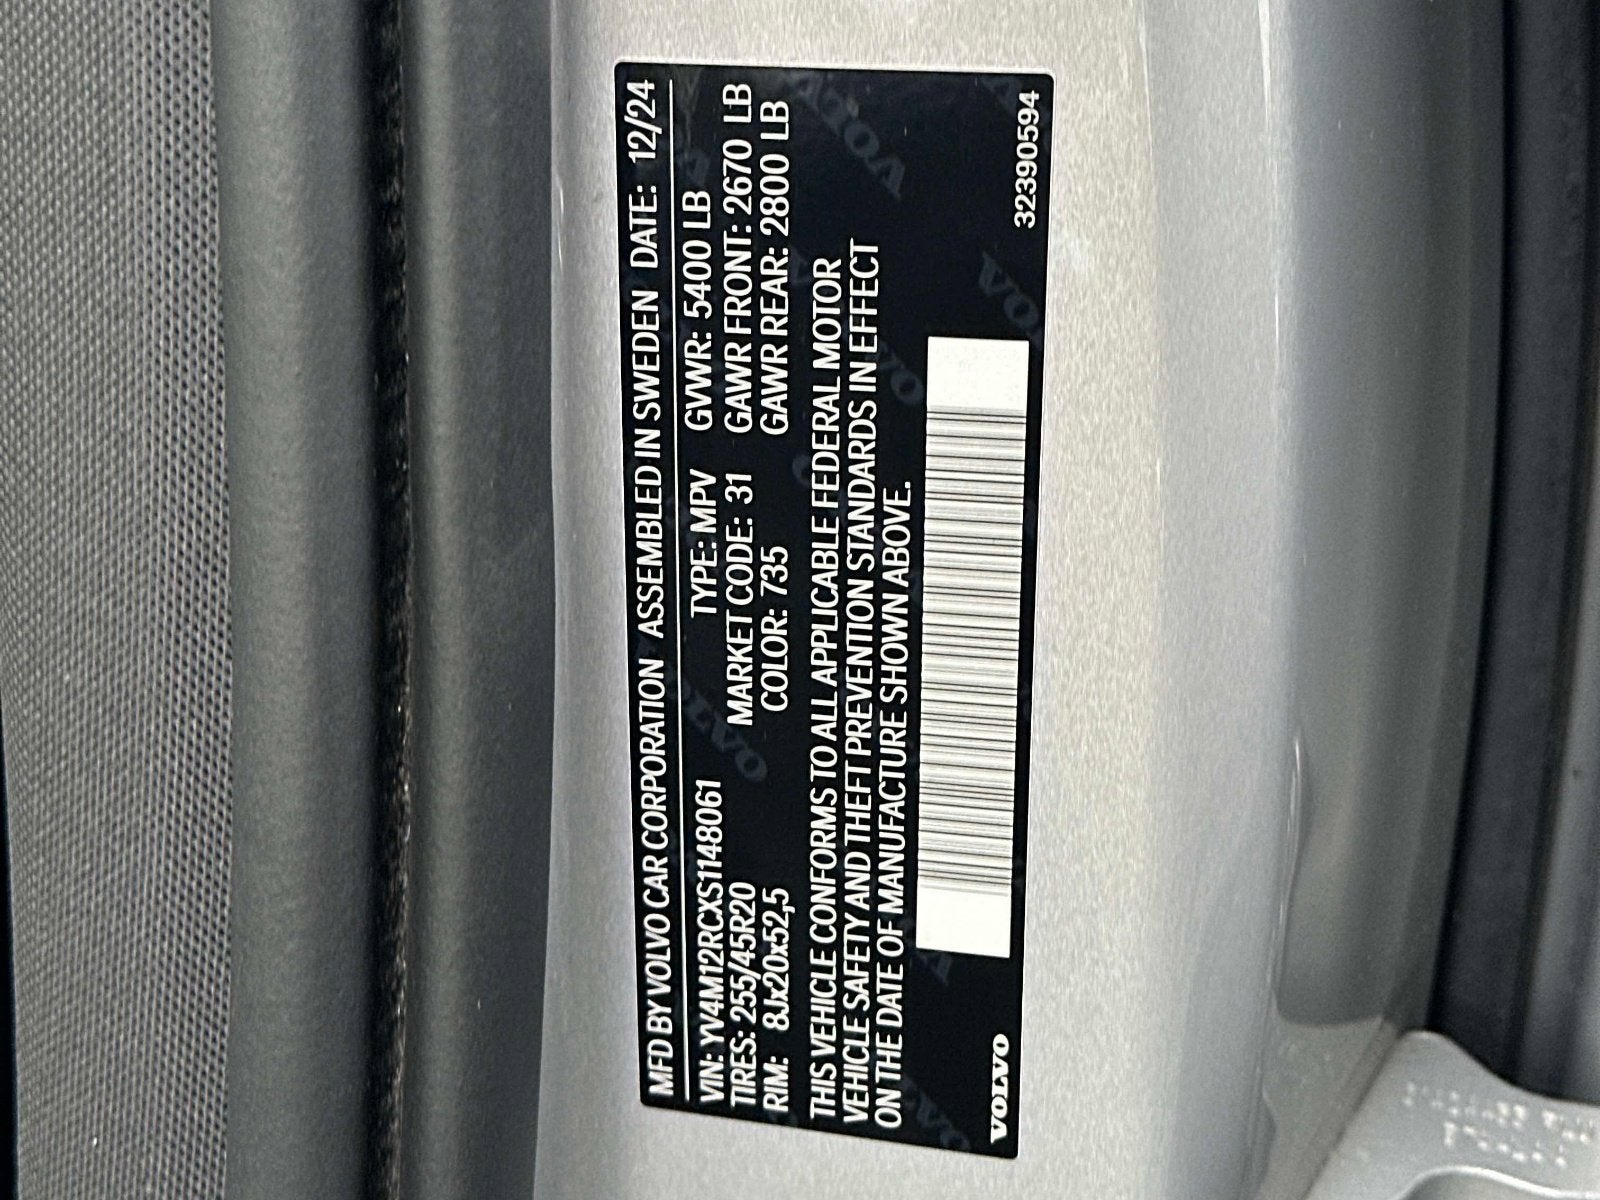 MFD BY VOLVO CAR CORPORATION ASSEMBLED IN SWEDEN DATE: 12/24
VIN: YV4M12RCXS1148061 TYPE: MPV GVWR: 5400 LB
TIRES: 255/45R20 MARKET CODE: 31 GAWR FRONT: 2670 LB
RIM: 8Jx20x52,5 COLOR: 735 GAWR REAR: 2800 LB
THIS VEHICLE CONFORMS TO ALL APPLICABLE FEDERAL MOTOR
VEHICLE SAFETY AND THEFT PREVENTION STANDARDS IN EFFECT
ON THE DATE OF MANUFACTURE SHOWN ABOVE.
VOLVO 32390594